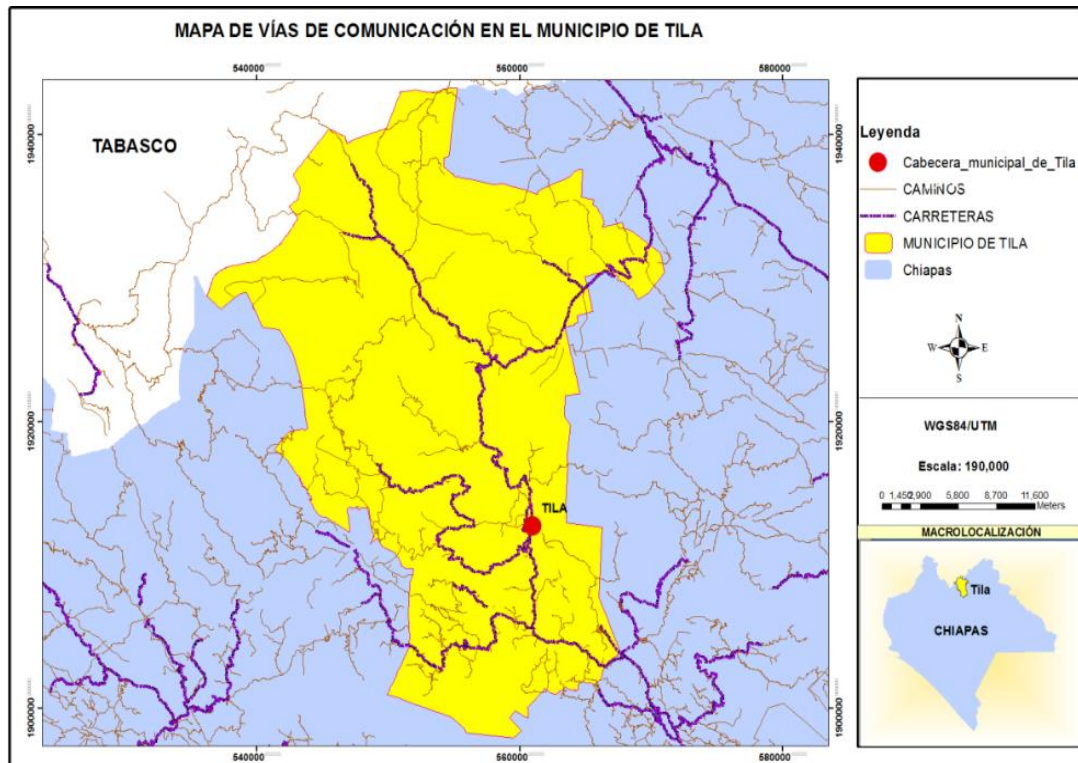 MAPA DE VÍAS DE COMUNICACIÓN EN EL MUNICIPIO DE TILA
540000 560000 580000
TABASCO
1940000 1940000
1920000 1920000
TILA
1900000 1900000
540000 560000 580000
Leyenda
Cabecera_municipal_de_Tila
CAMINOS
CARRETERAS
MUNICIPIO DE TILA
Chiapas
N
W E
S
WGS84/UTM
Escala: 190,000
0 1,450 2,900 5,800 8,700 11,600
Meters
MACROLOCALIZACIÓN
Tila
CHIAPAS